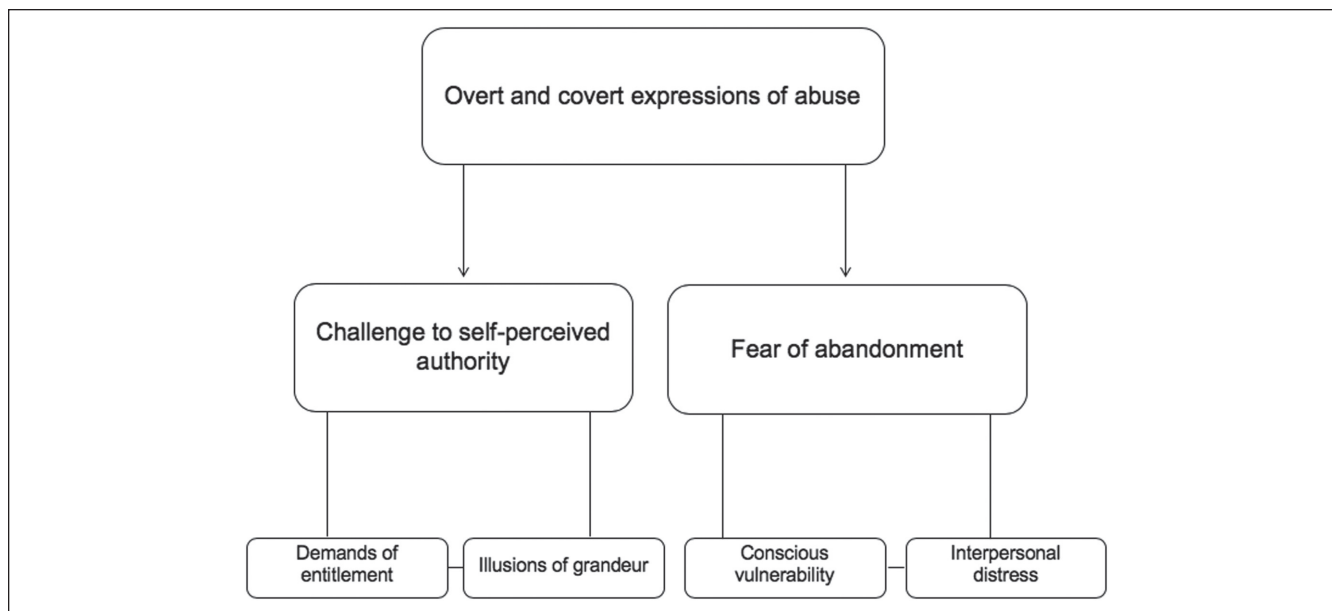 Overt and covert expressions of abuse
Challenge to self-perceived
authority
Fear of abandonment
Demands of
entitlement
Illusions of grandeur
Conscious
vulnerability
Interpersonal
distress